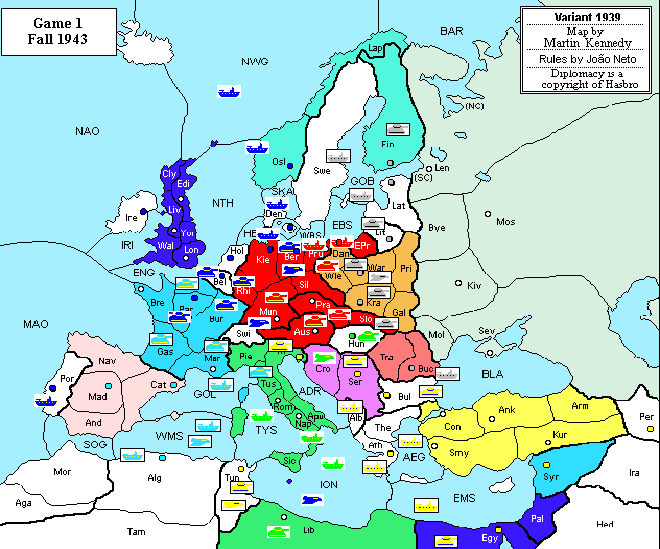 Game 1
Fall 1943
Variant 1939
Map by
Martin Kennedy
Rules by João Neto
Diplomacy is a
copyright of Hasbro
BAR
NWG
Lap
NAO
(NC)
Osl
Fin
Swe
Len
(SC)
Cly
Edi
SKA
GOB
Lat
Mos
Ire
Liv
NTH
Den
Lit
Bye
Yor
EBS
IRI
Wal
Lon
HE
WBS
Hol
Kie
Ber
Pru
Dan
EPr
War
Pri
ENG
Bel
Rhi
Sil
Wie
Kiv
Bre
Par
Bur
Mun
Pra
Kra
Gal
MAO
Swi
Aus
Slo
Mol
Sev
Gas
Mar
Pie
Hun
Tra
Nav
Cro
Ser
Buc
BLA
Por
Mad
Cat
GOL
Tus
ADR
Bul
And
Rom
Apu
Nap
Alb
The
Con
Ank
Arm
Per
SOG
WMS
TYS
Ath
AEG
Smy
Kur
Mor
Alg
Tun
Sic
ION
EMS
Syr
Ira
Aga
Tam
Lib
Egy
Pal
Hed